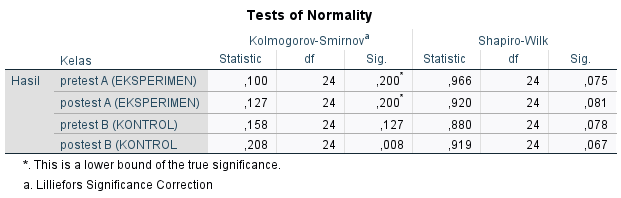 Tests of Normality
Kolmogorov-Smirnovᵃ Shapiro-Wilk
Kelas Statistic df Sig. Statistic df Sig.
Hasil pretest A (EKSPERIMEN) ,100 24 ,200* ,966 24 ,075
postest A (EKSPERIMEN) ,127 24 ,200* ,920 24 ,081
pretest B (KONTROL) ,158 24 ,127 ,880 24 ,078
postest B (KONTROL ,208 24 ,008 ,919 24 ,067
*. This is a lower bound of the true significance.
a. Lilliefors Significance Correction